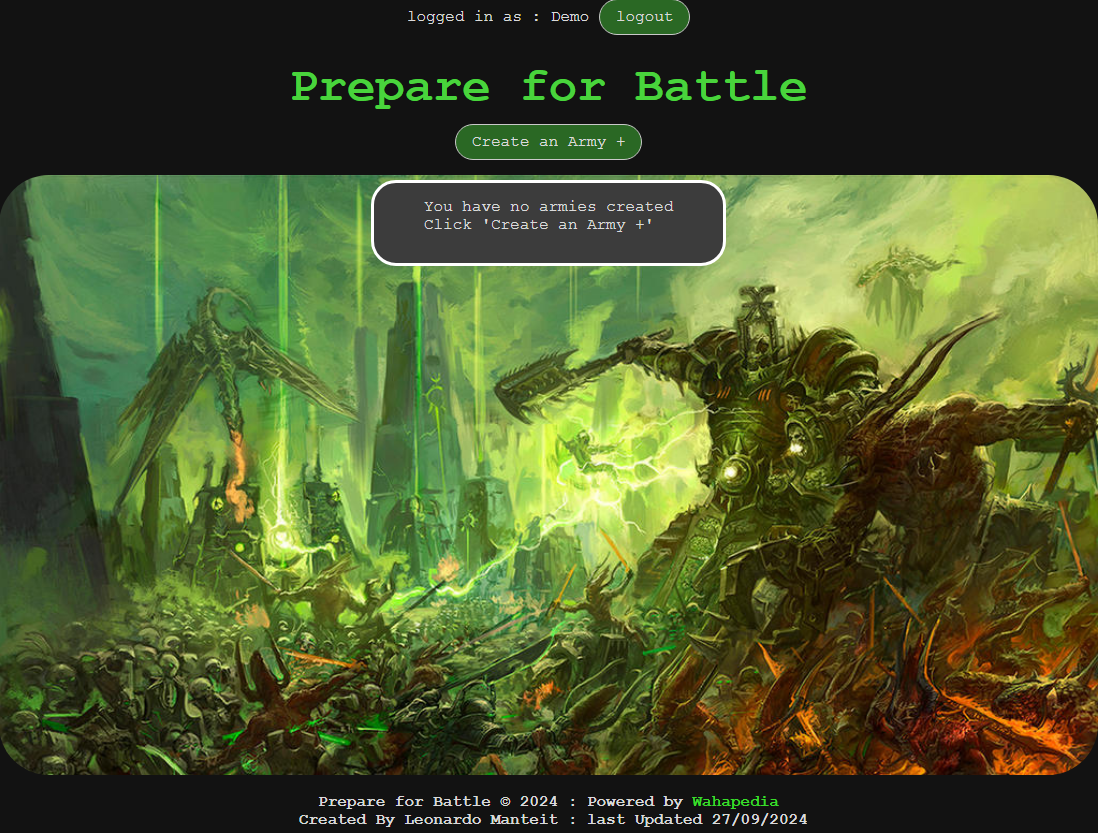 logged in as : Demo logout
Prepare for Battle
Create an Army +
You have no armies created
Click 'Create an Army +'
Prepare for Battle © 2024 : Powered by Wahapedia
Created By Leonardo Manteit : last Updated 27/09/2024